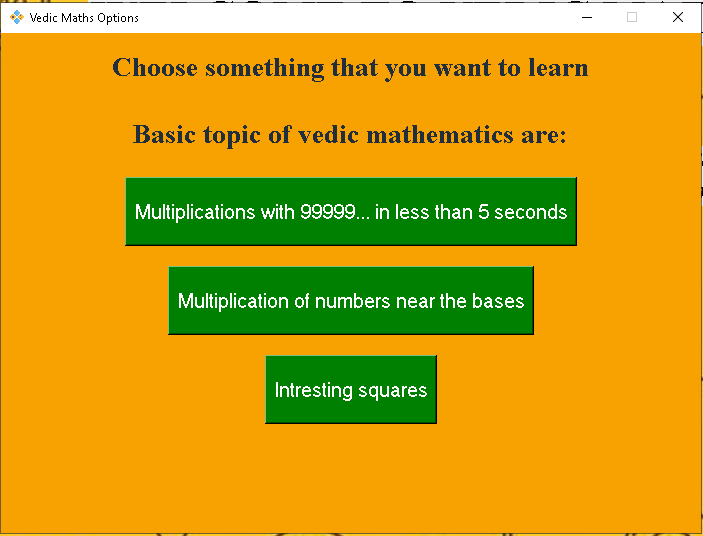 Vedic Maths Options
Choose something that you want to learn
Basic topic of vedic mathematics are:
Multiplications with 99999... in less than 5 seconds
Multiplication of numbers near the bases
Intresting squares